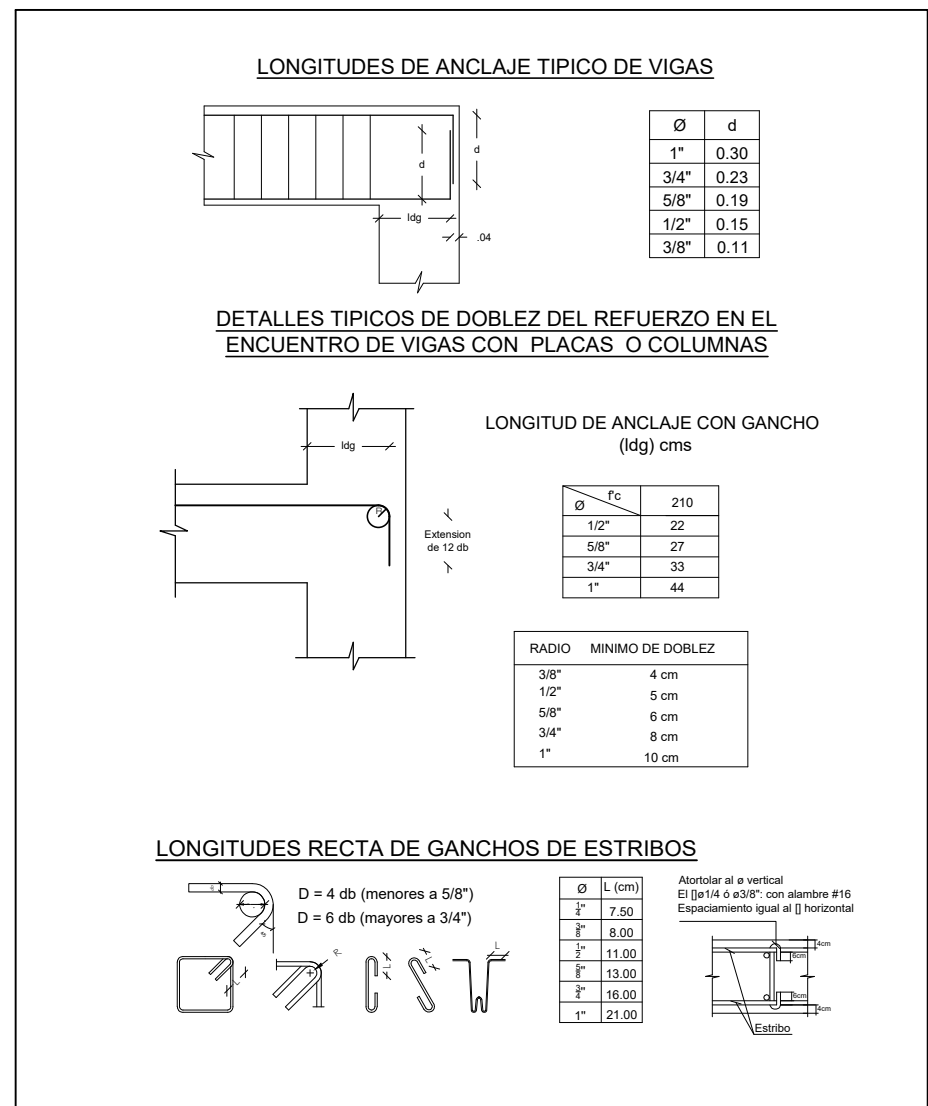 LONGITUDES DE ANCLAJE TIPICO DE VIGAS
d
d
ldg
.04
Ø d
1" 0.30
3/4" 0.23
5/8" 0.19
1/2" 0.15
3/8" 0.11
DETALLES TIPICOS DE DOBLEZ DEL REFUERZO EN EL
ENCUENTRO DE VIGAS CON PLACAS O COLUMNAS
ldg
R
Extension
de 12 db
LONGITUD DE ANCLAJE CON GANCHO
(ldg) cms
Ø f'c 210
1/2" 22
5/8" 27
3/4" 33
1" 44
RADIO MINIMO DE DOBLEZ
3/8" 4 cm
1/2" 5 cm
5/8" 6 cm
3/4" 8 cm
1" 10 cm
LONGITUDES RECTA DE GANCHOS DE ESTRIBOS
D = 4 db (menores a 5/8")
D = 6 db (mayores a 3/4")
L
R
L
L
L
Ø L (cm)
1/4" 7.50
3/8" 8.00
1/2" 11.00
5/8" 13.00
3/4" 16.00
1" 21.00
Atortolar al ø vertical
El []ø1/4 ó ø3/8": con alambre #16
Espaciamiento igual al [] horizontal
4cm
6cm
6cm
4cm
Estribo